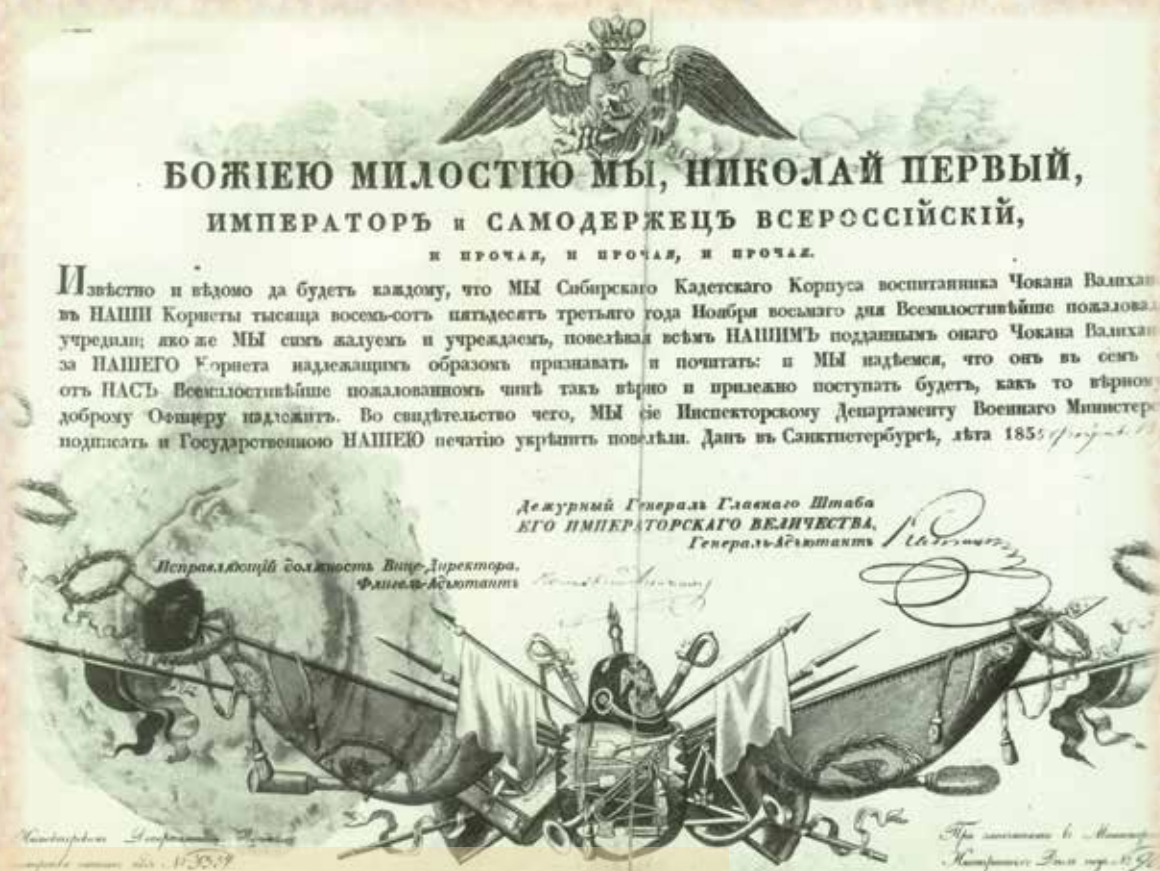 БОЖІЕЮ МИЛОСТІЮ МЫ, НИКОЛАЙ ПЕРВЫЙ,
ИМПЕРАТОРЪ и САМОДЕРЖЕЦЪ ВСЕРОССІЙСКІЙ,
И ПРОЧАЯ, И ПРОЧАЯ, И ПРОЧАЯ.
Извѣстно и вѣдомо да будетъ каждому, что МЫ Сибирскаго Кадетскаго Корпуса воспитанника Чокана Валихан
въ НАШИ Корнеты тысяща восемь-сотъ пятьдесятъ третьяго года Ноября восьмаго дня Всемилостивѣйше пожаловал
учредили; яко же МЫ симъ жалуемъ и учреждаемъ, повелѣвая всѣмъ НАШИМЪ подданнымъ онаго Чокана Валихан
за НАШЕГО Корнета надлежащимъ образомъ признавать и почитать: и МЫ надѣемся, что онъ въ семъ
отъ НАСЪ Всемилостивѣйше пожалованномъ чинѣ такъ вѣрно и прилежно поступать будетъ, какъ то вѣрному
доброму Офицеру надлежитъ. Во свидѣтельство чего, МЫ сіе Инспекторскому Департаменту Военнаго Министерс
подписать и Государственною НАШЕЮ печатію укрѣпить повелѣли. Данъ въ Санктпетербургѣ, лѣта 185
Дежурный Генералъ Главнаго Штаба
ЕГО ИМПЕРАТОРСКАГО ВЕЛИЧЕСТВА,
Генералъ-Адъютантъ
Исправляющій должность Вице-Директора,
Флигель-Адъютантъ